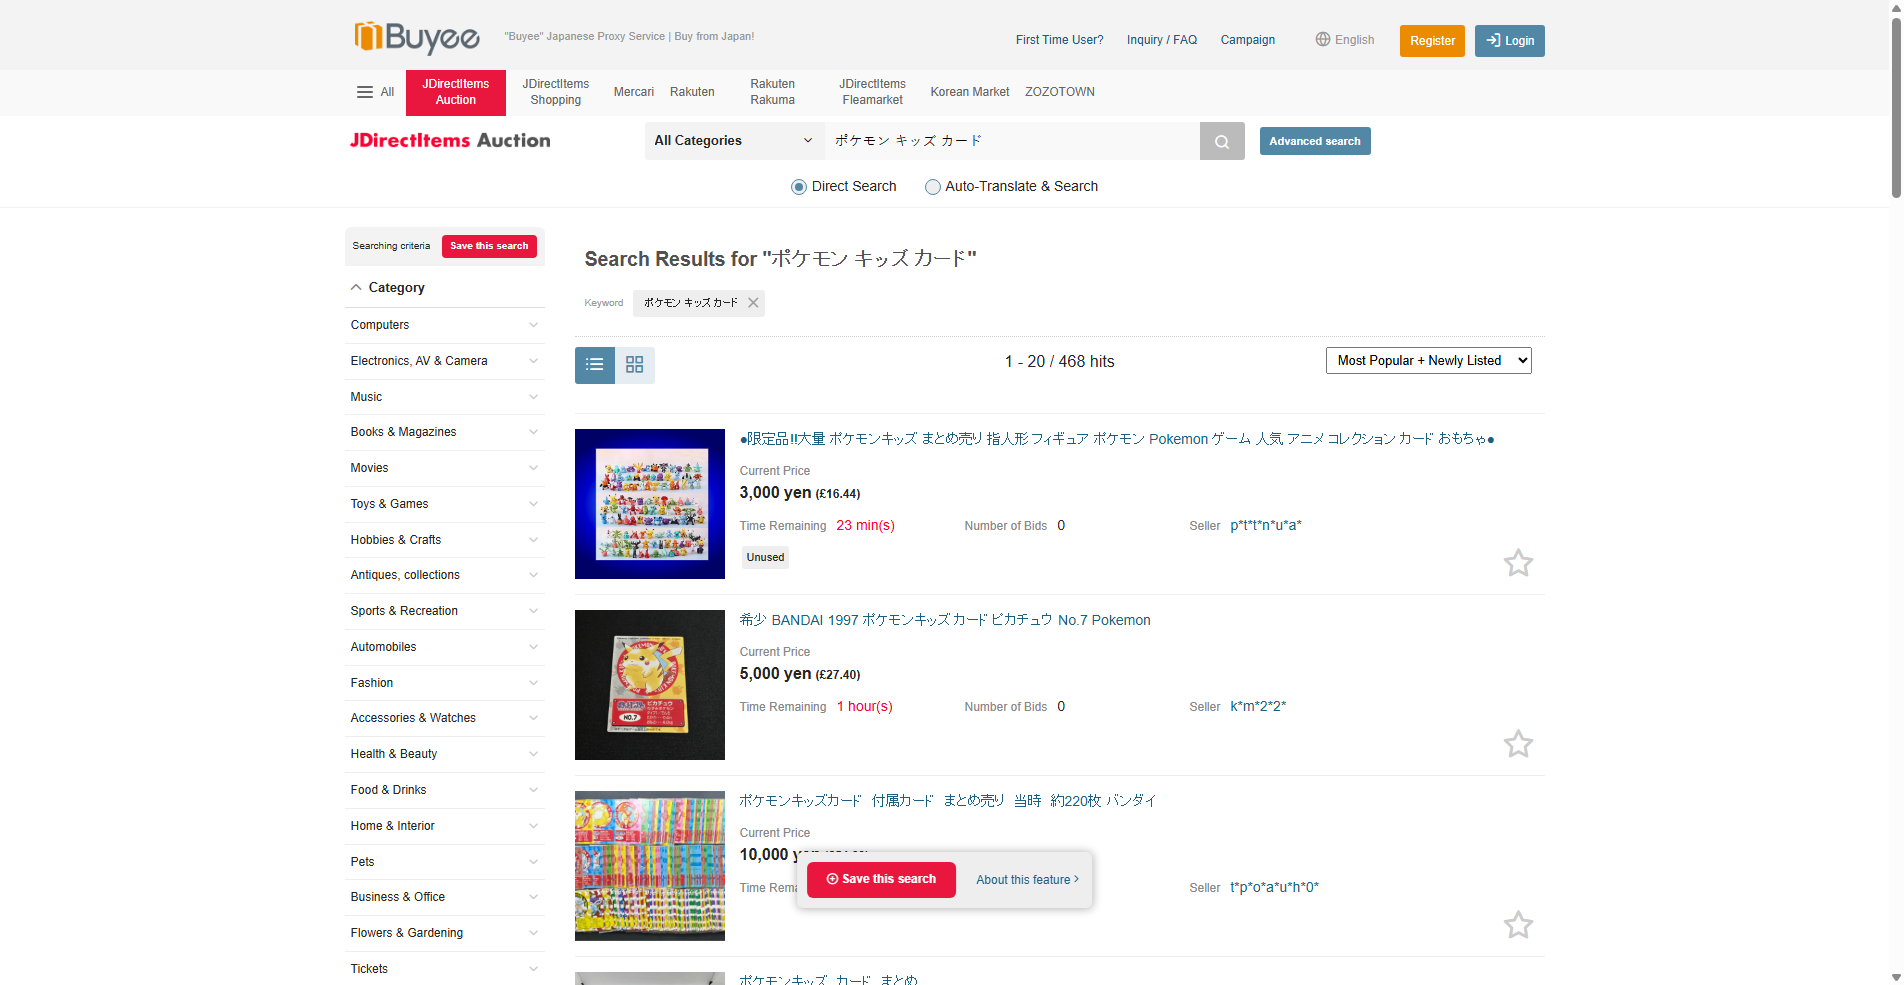 Buyee
"Buyee" Japanese Proxy Service | Buy from Japan!
First Time User?
Inquiry / FAQ
Campaign
English
Register
Login
All
JDirectItems Auction
JDirectItems Shopping
Mercari
Rakuten
Rakuten Rakuma
JDirectItems Fleamarket
Korean Market
ZOZOTOWN
JDirectItems Auction
All Categories
ポケモン キッズ カード
Advanced search
Direct Search
Auto-Translate & Search
Searching criteria
Save this search
Category
Computers
Electronics, AV & Camera
Music
Books & Magazines
Movies
Toys & Games
Hobbies & Crafts
Antiques, collections
Sports & Recreation
Automobiles
Fashion
Accessories & Watches
Health & Beauty
Food & Drinks
Home & Interior
Pets
Business & Office
Flowers & Gardening
Tickets
Search Results for "ポケモン キッズ カード"
Keyword
ポケモン キッズ カード
1 - 20 / 468 hits
Most Popular + Newly Listed
●限定品!!大量 ポケモンキッズ まとめ売り 指人形 フィギュア ポケモン Pokemon ゲーム 人気 アニメ コレクション カード おもちゃ●
Current Price
3,000 yen (£16.44)
Time Remaining 23 min(s)
Number of Bids 0
Seller p*t*t*n*u*a*
Unused
希少 BANDAI 1997 ポケモンキッズ カード ピカチュウ No.7 Pokemon
Current Price
5,000 yen (£27.40)
Time Remaining 1 hour(s)
Number of Bids 0
Seller k*m*2*2*
ピカチュウ
NO.7
ポケモンキッズカード 付属カード まとめ売り 当時 約220枚 バンダイ
Current Price
10,000
Time
Seller t*p*o*a*u*h*0*
Save this search
About this feature
ポケモンキッズ カード まとめ